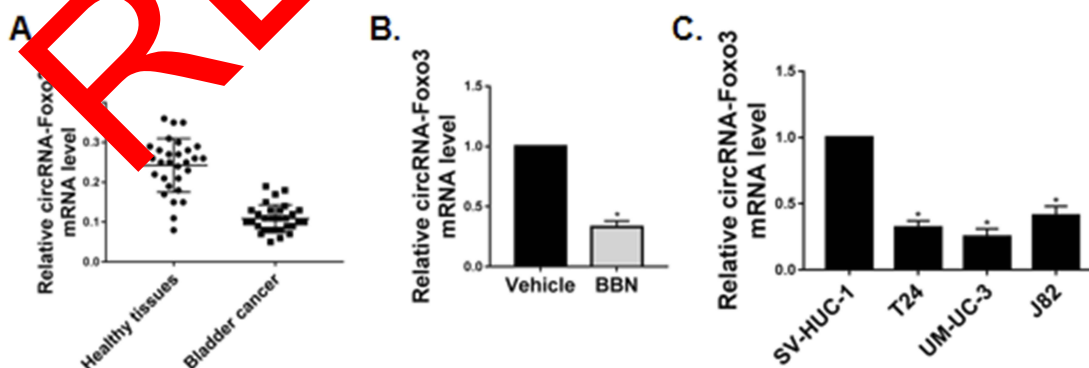 A.
B.
C.
Relative circRNA-Foxo3
mRNA level
0.3
0.2
0.1
0.0
Healthy tissues
Bladder cancer
Relative circRNA-Foxo3
mRNA level
1.5
1.0
0.5
0.0
*
Vehicle
BBN
Relative circRNA-Foxo3
mRNA level
1.5
1.0
0.5
0.0
*
*
*
SV-HUC-1
T24
UM-UC-3
J82